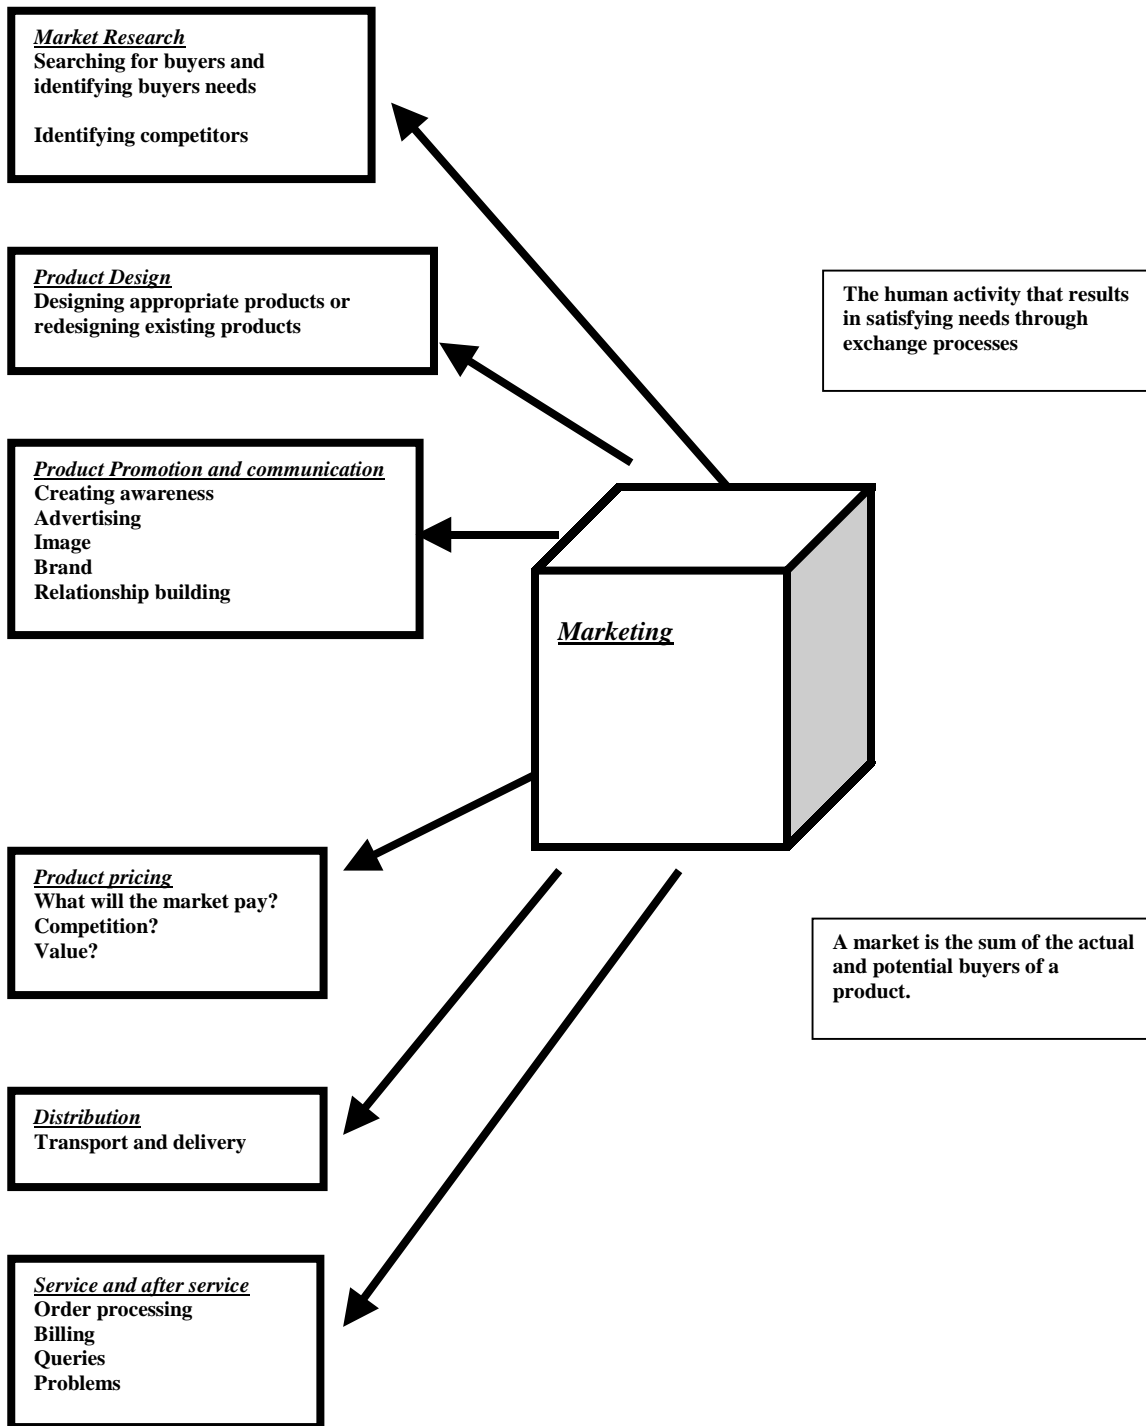 Market Research
Searching for buyers and
identifying buyers needs
Identifying competitors
Product Design
Designing appropriate products or
redesigning existing products
The human activity that results
in satisfying needs through
exchange processes
Product Promotion and communication
Creating awareness
Advertising
Image
Brand
Relationship building
Marketing
Product pricing
What will the market pay?
Competition?
Value?
A market is the sum of the actual
and potential buyers of a
product.
Distribution
Transport and delivery
Service and after service
Order processing
Billing
Queries
Problems